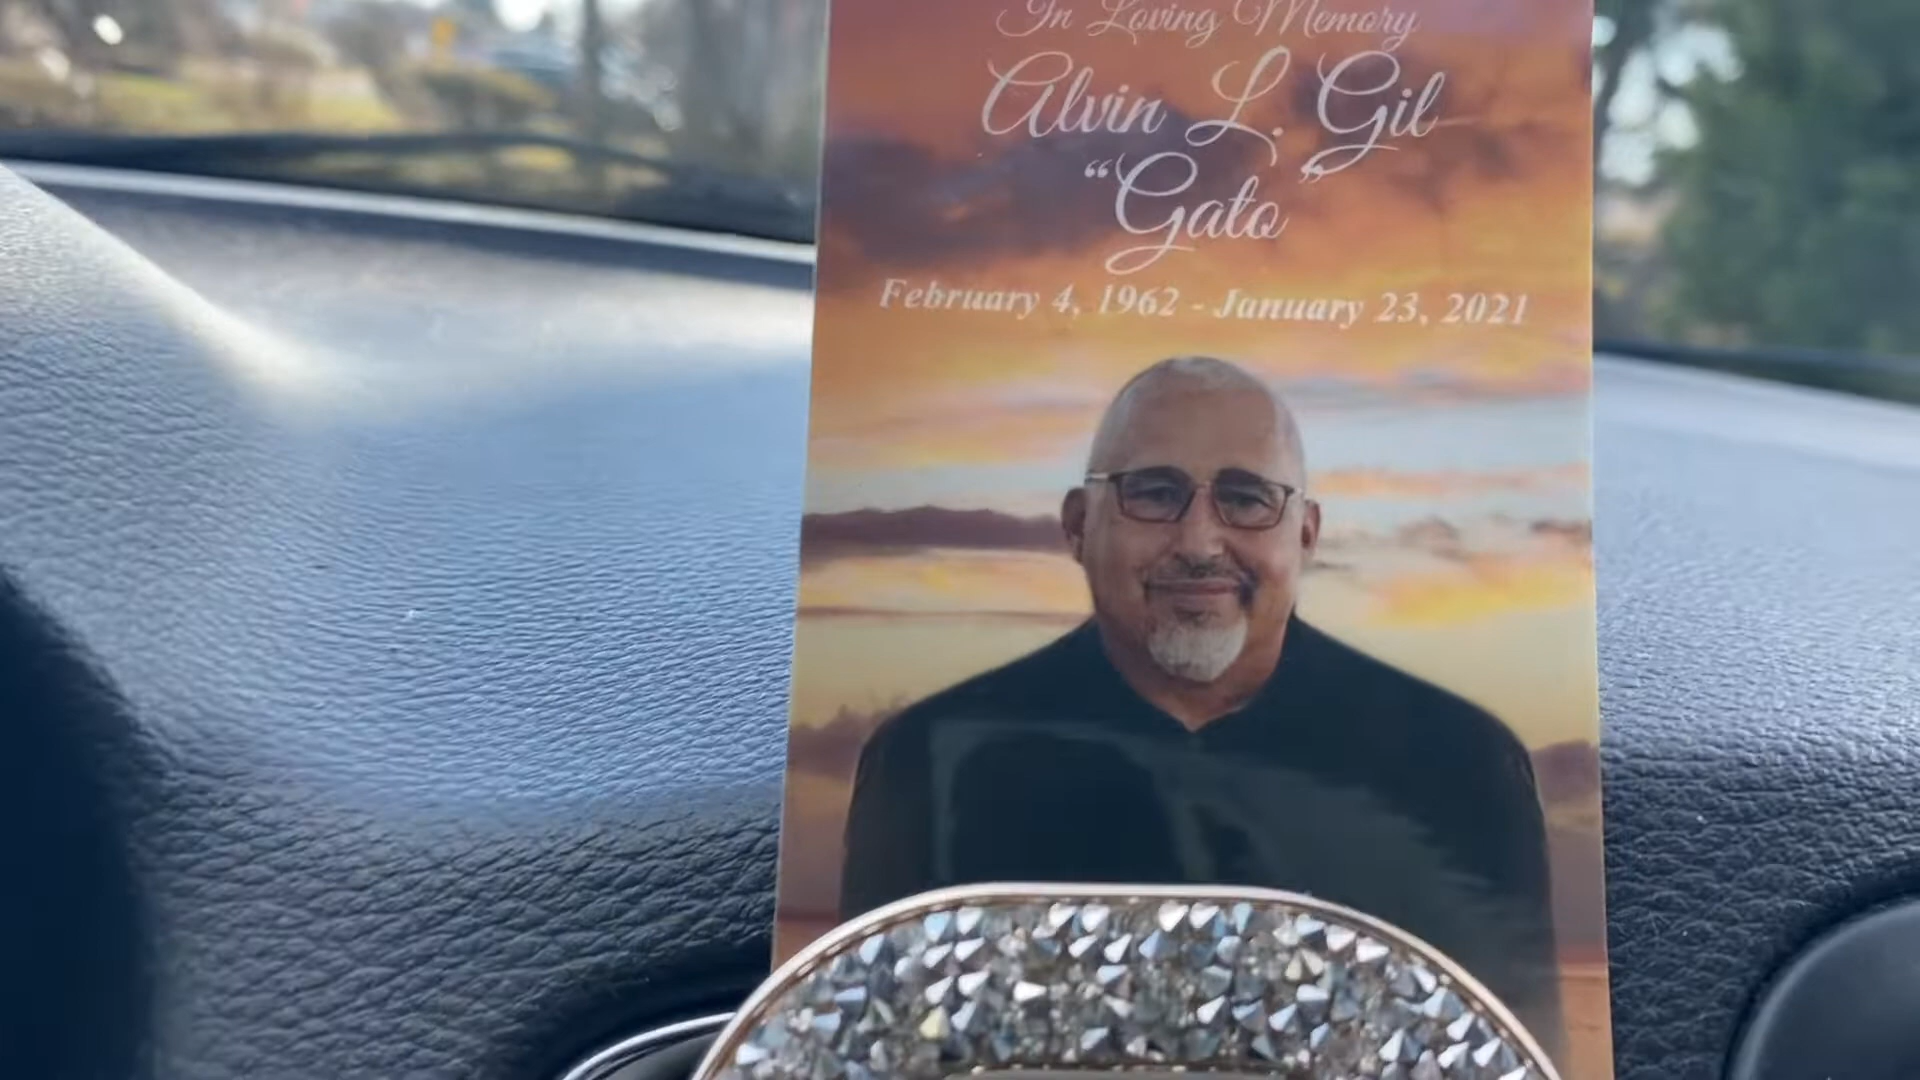 In Loving Memory
Alvin L. Gil
“Gato”
February 4, 1962 - January 23, 2021